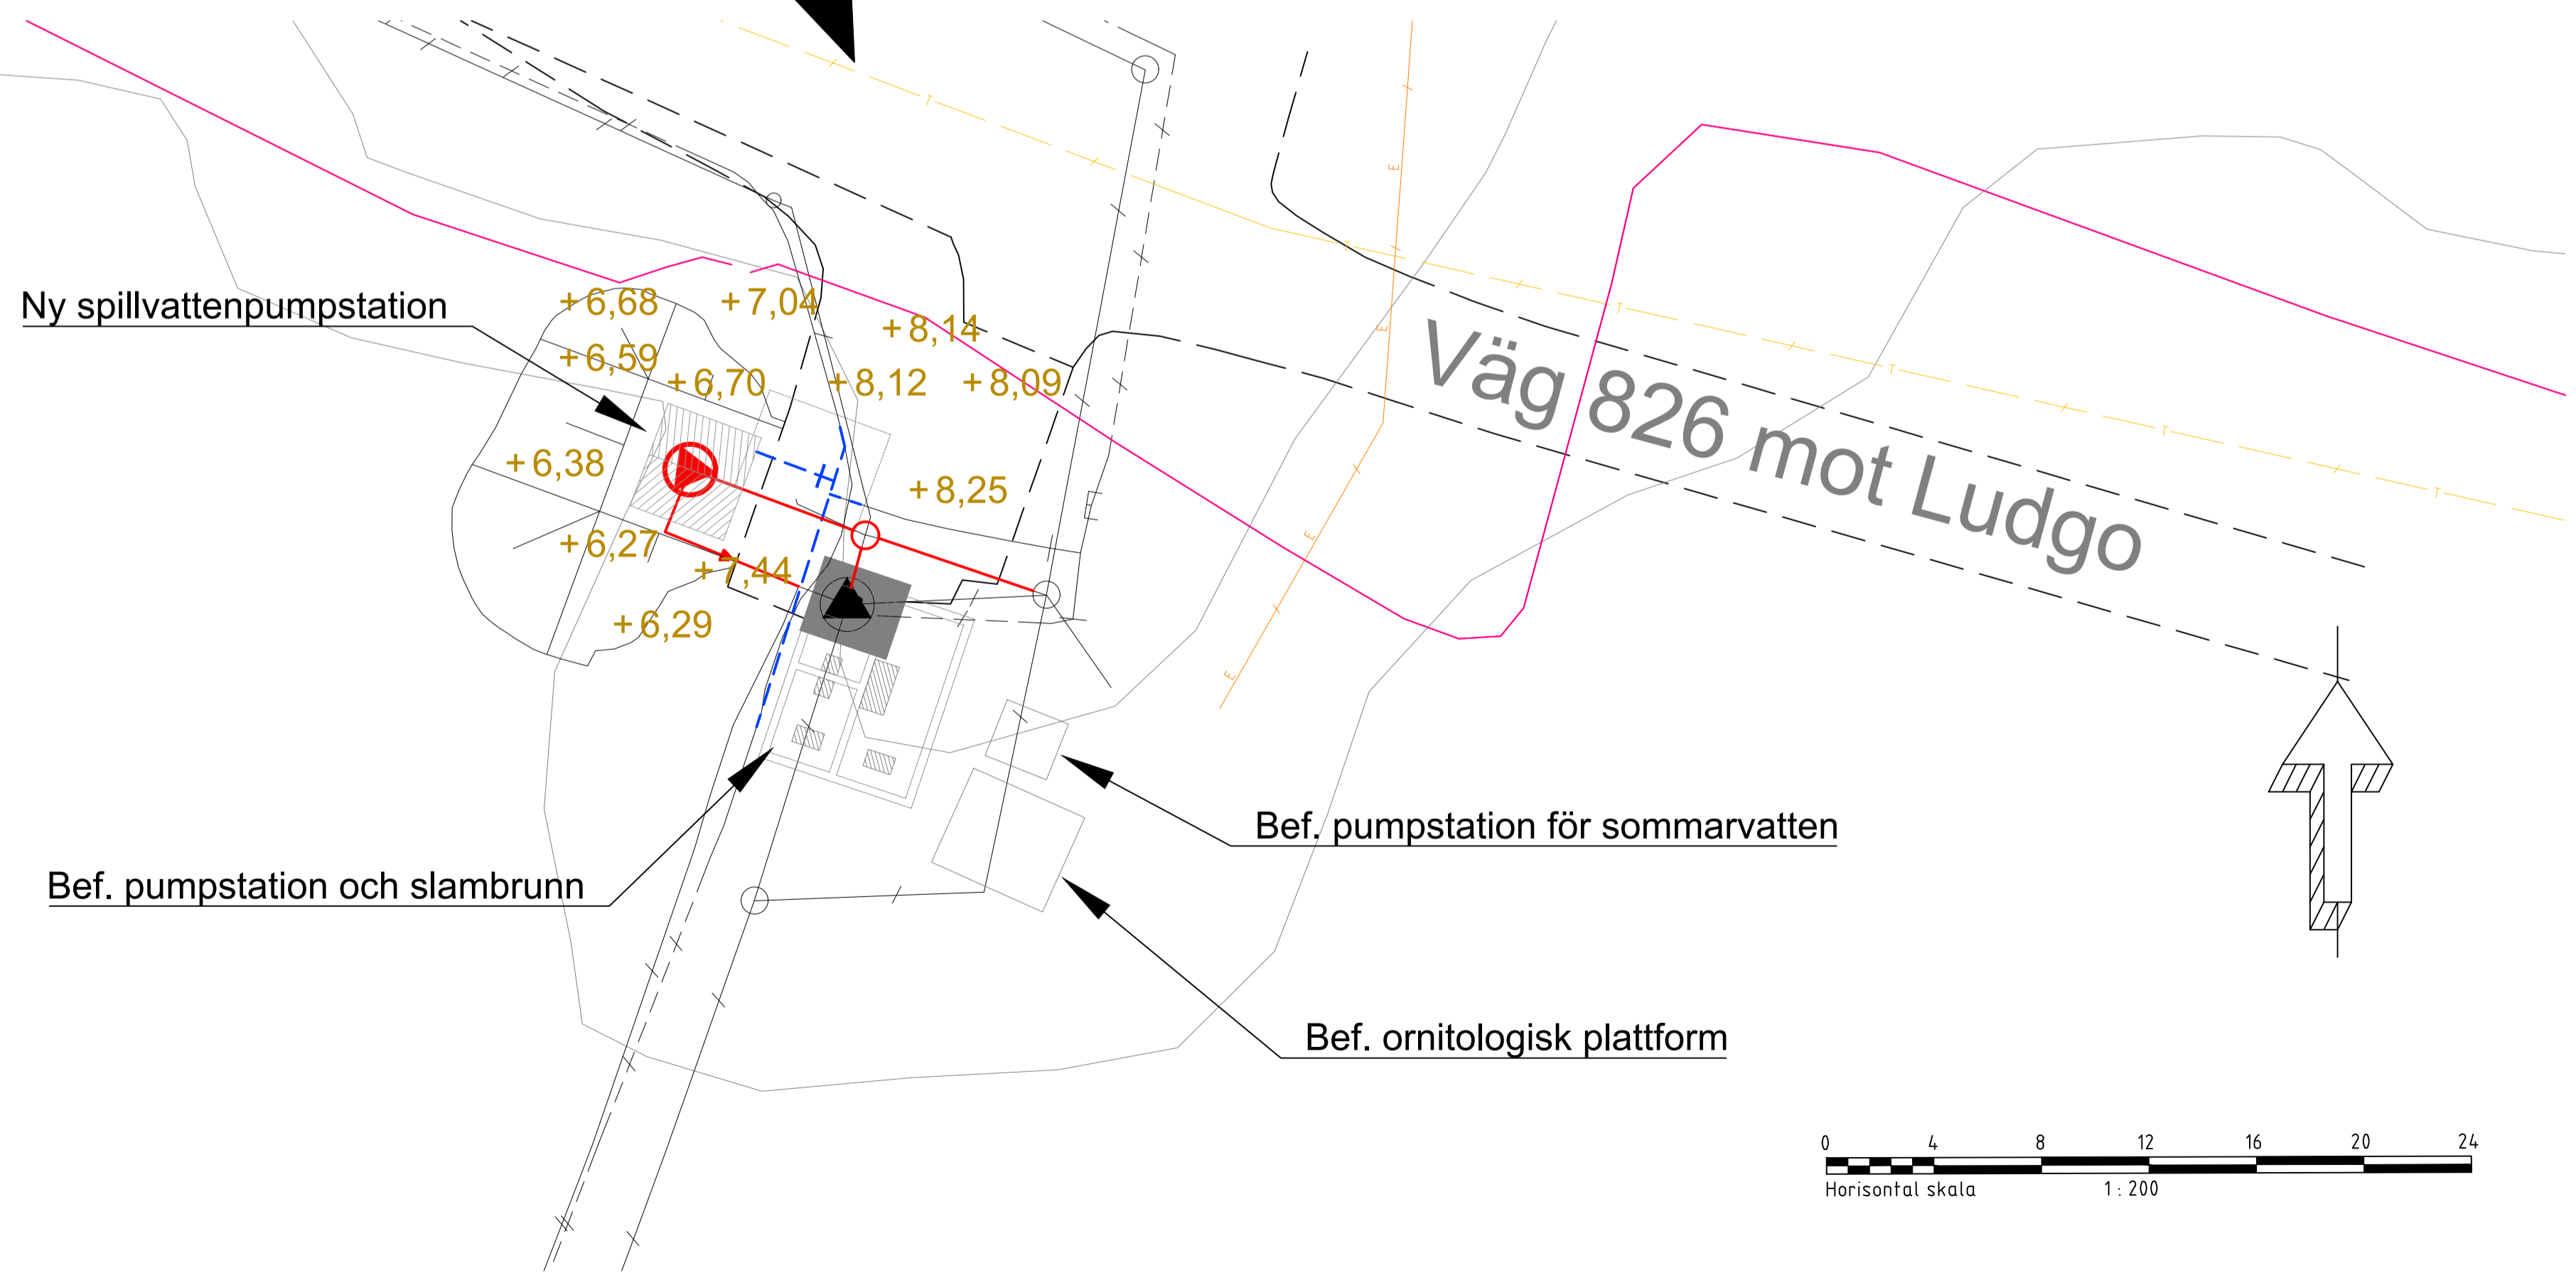 Ny spillvattenpumpstation
+6,68
+7,04
+8,14
+6,59
+6,70
+8,12
+8,09
+6,38
+8,25
+6,27
+7,44
+6,29
Väg 826 mot Ludgo
T
T
T
T
T
T
T
T
T
E
E
E
E
Bef. pumpstation för sommarvatten
Bef. pumpstation och slambrunn
Bef. ornitologisk plattform
0 4 8 12 16 20 24
Horisontal skala 1:200